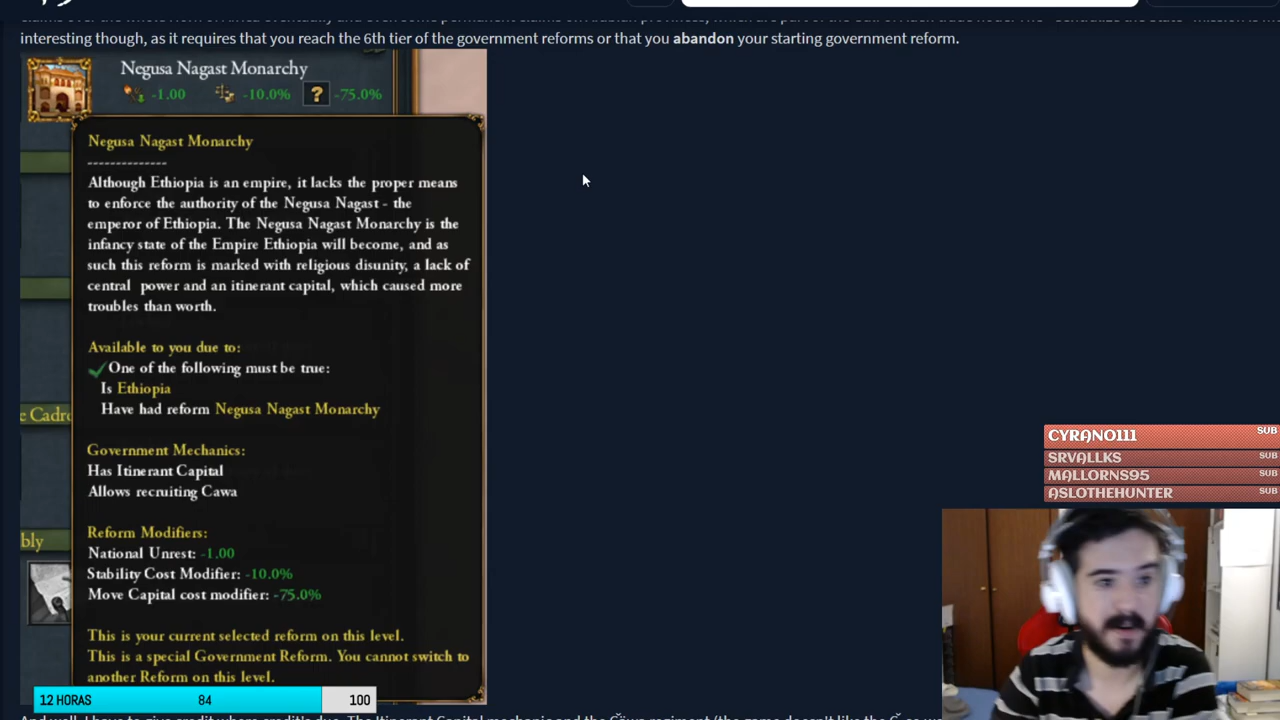 interesting though, as it requires that you reach the 6th tier of the government reforms or that you abandon your starting government reform.
Negusa Nagast Monarchy
-1.00 -10.0% ? -75.0%
Negusa Nagast Monarchy
--------------
Although Ethiopia is an empire, it lacks the proper means
to enforce the authority of the Negusa Nagast - the
emperor of Ethiopia. The Negusa Nagast Monarchy is the
infancy state of the Empire Ethiopia will become, and as
such this reform is marked with religious disunity, a lack of
central power and an itinerant capital, which caused more
troubles than worth.
Available to you due to:
One of the following must be true:
Is Ethiopia
Have had reform Negusa Nagast Monarchy
e Cadre
Government Mechanics:
Has Itinerant Capital
Allows recruiting Cawa
Reform Modifiers:
bly
National Unrest: -1.00
Stability Cost Modifier: -10.0%
Move Capital cost modifier: -75.0%
This is your current selected reform on this level.
This is a special Government Reform. You cannot switch to
another Reform on this level.
12 HORAS 84 100
CYRANO111 SUB
SRVALLKS SUB
MALLORNS95 SUB
ASLOTHEHUNTER SUB